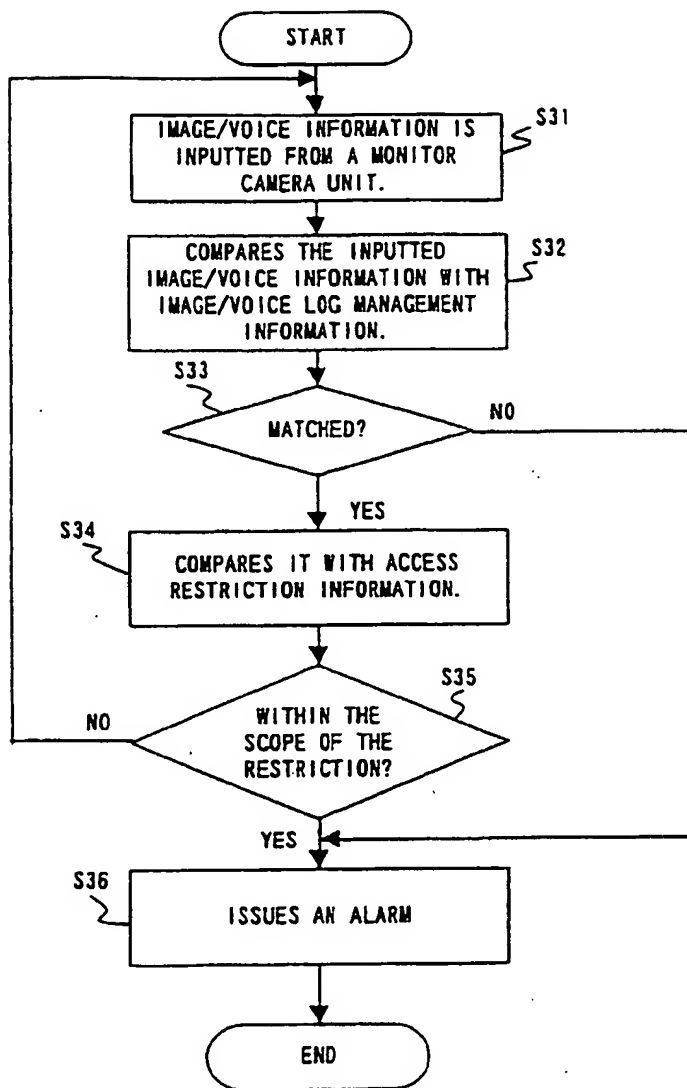 START
IMAGE/VOICE INFORMATION IS
INPUTTED FROM A MONITOR
CAMERA UNIT.
S31
COMPARES THE INPUTTED
IMAGE/VOICE INFORMATION WITH
IMAGE/VOICE LOG MANAGEMENT
INFORMATION.
S32
S33
MATCHED?
NO
YES
S34
COMPARES IT WITH ACCESS
RESTRICTION INFORMATION.
S35
NO
WITHIN THE
SCOPE OF THE
RESTRICTION?
YES
S36
ISSUES AN ALARM
END